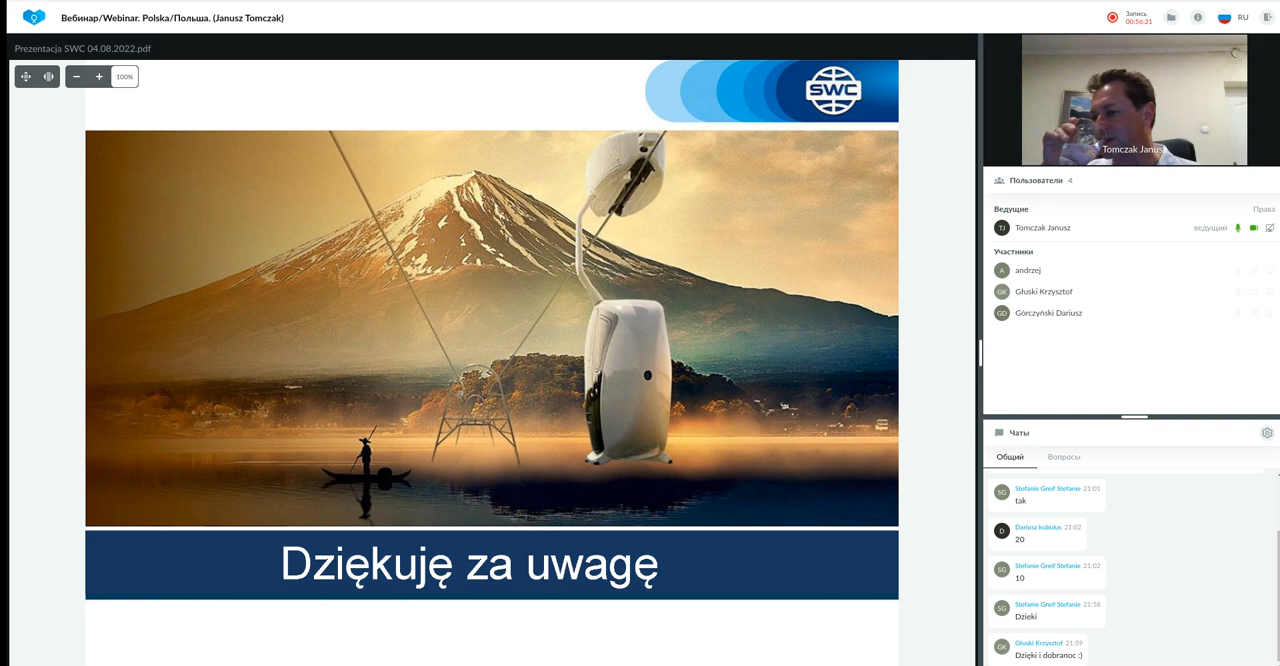 Вебинар/Webinar. Polska/Польша. (Janusz Tomczak)
Запись
00:56:21
RU
Prezentacja SWC 04.08.2022.pdf
100%
SWC
Dziękuję za uwagę
Tomczak Janusz
Пользователи 4
Ведущие Права
TJ Tomczak Janusz ведущий
Участники
A andrzej
GK Głuski Krzysztof
GD Górczyński Dariusz
Чаты
Общий Вопросы
SG Stefanie Greif Stefanie 21:01
tak
D Dariusz kubulus 21:02
20
SG Stefanie Greif Stefanie 21:02
10
SG Stefanie Greif Stefanie 21:58
Dzieki
GK Głuski Krzysztof 21:59
Dzięki i dobranoc :)